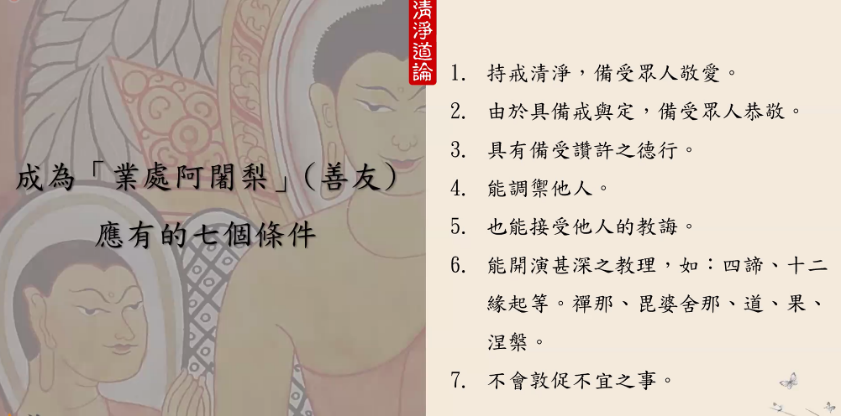 清淨道論
成為「業處阿闍梨」(善友)
應有的七個條件
1. 持戒清淨，備受眾人敬愛。
2. 由於具備戒與定，備受眾人恭敬。
3. 具有備受讚許之德行。
4. 能調禦他人。
5. 也能接受他人的教誨。
6. 能開演甚深之教理，如：四諦、十二
緣起等。禪那、毘婆舍那、道、果、
涅槃。
7. 不會敦促不宜之事。